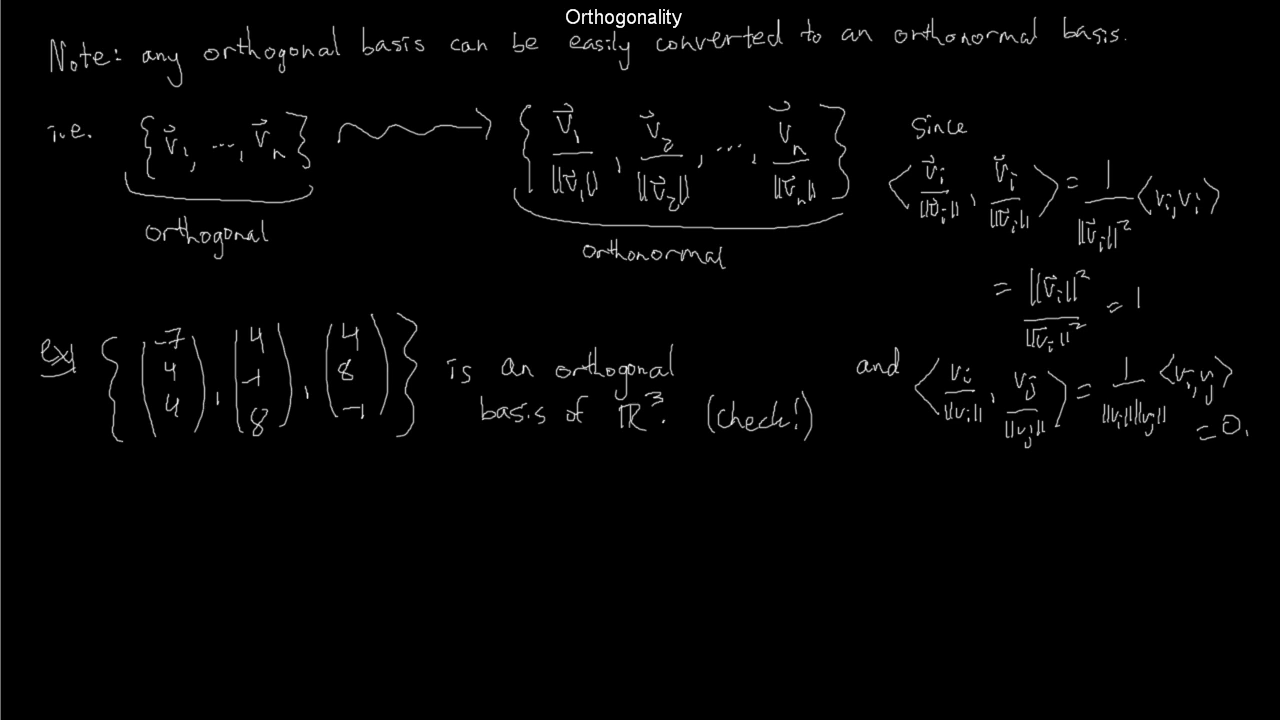 Orthogonality
Note: any orthogonal basis can be easily converted to an orthonormal basis.
i.e. {v⃗₁, ..., v⃗ₙ} ⟿ {v⃗₁/‖v⃗₁‖, v⃗₂/‖v⃗₂‖, ..., v⃗ₙ/‖v⃗ₙ‖}
orthogonal
orthonormal
Since
⟨v⃗ᵢ/‖v⃗ᵢ‖, v⃗ᵢ/‖v⃗ᵢ‖⟩ = 1/‖v⃗ᵢ‖² ⟨vᵢ, vᵢ⟩
= ‖v⃗ᵢ‖²/‖v⃗ᵢ‖² = 1
and ⟨vᵢ/‖vᵢ‖, vⱼ/‖vⱼ‖⟩ = 1/‖vᵢ‖‖vⱼ‖ ⟨vᵢ, vⱼ⟩
= 0.
ex) {(-7 4 4), (4 -1 8), (4 8 -1)} is an orthogonal
basis of ℝ³. (check!)